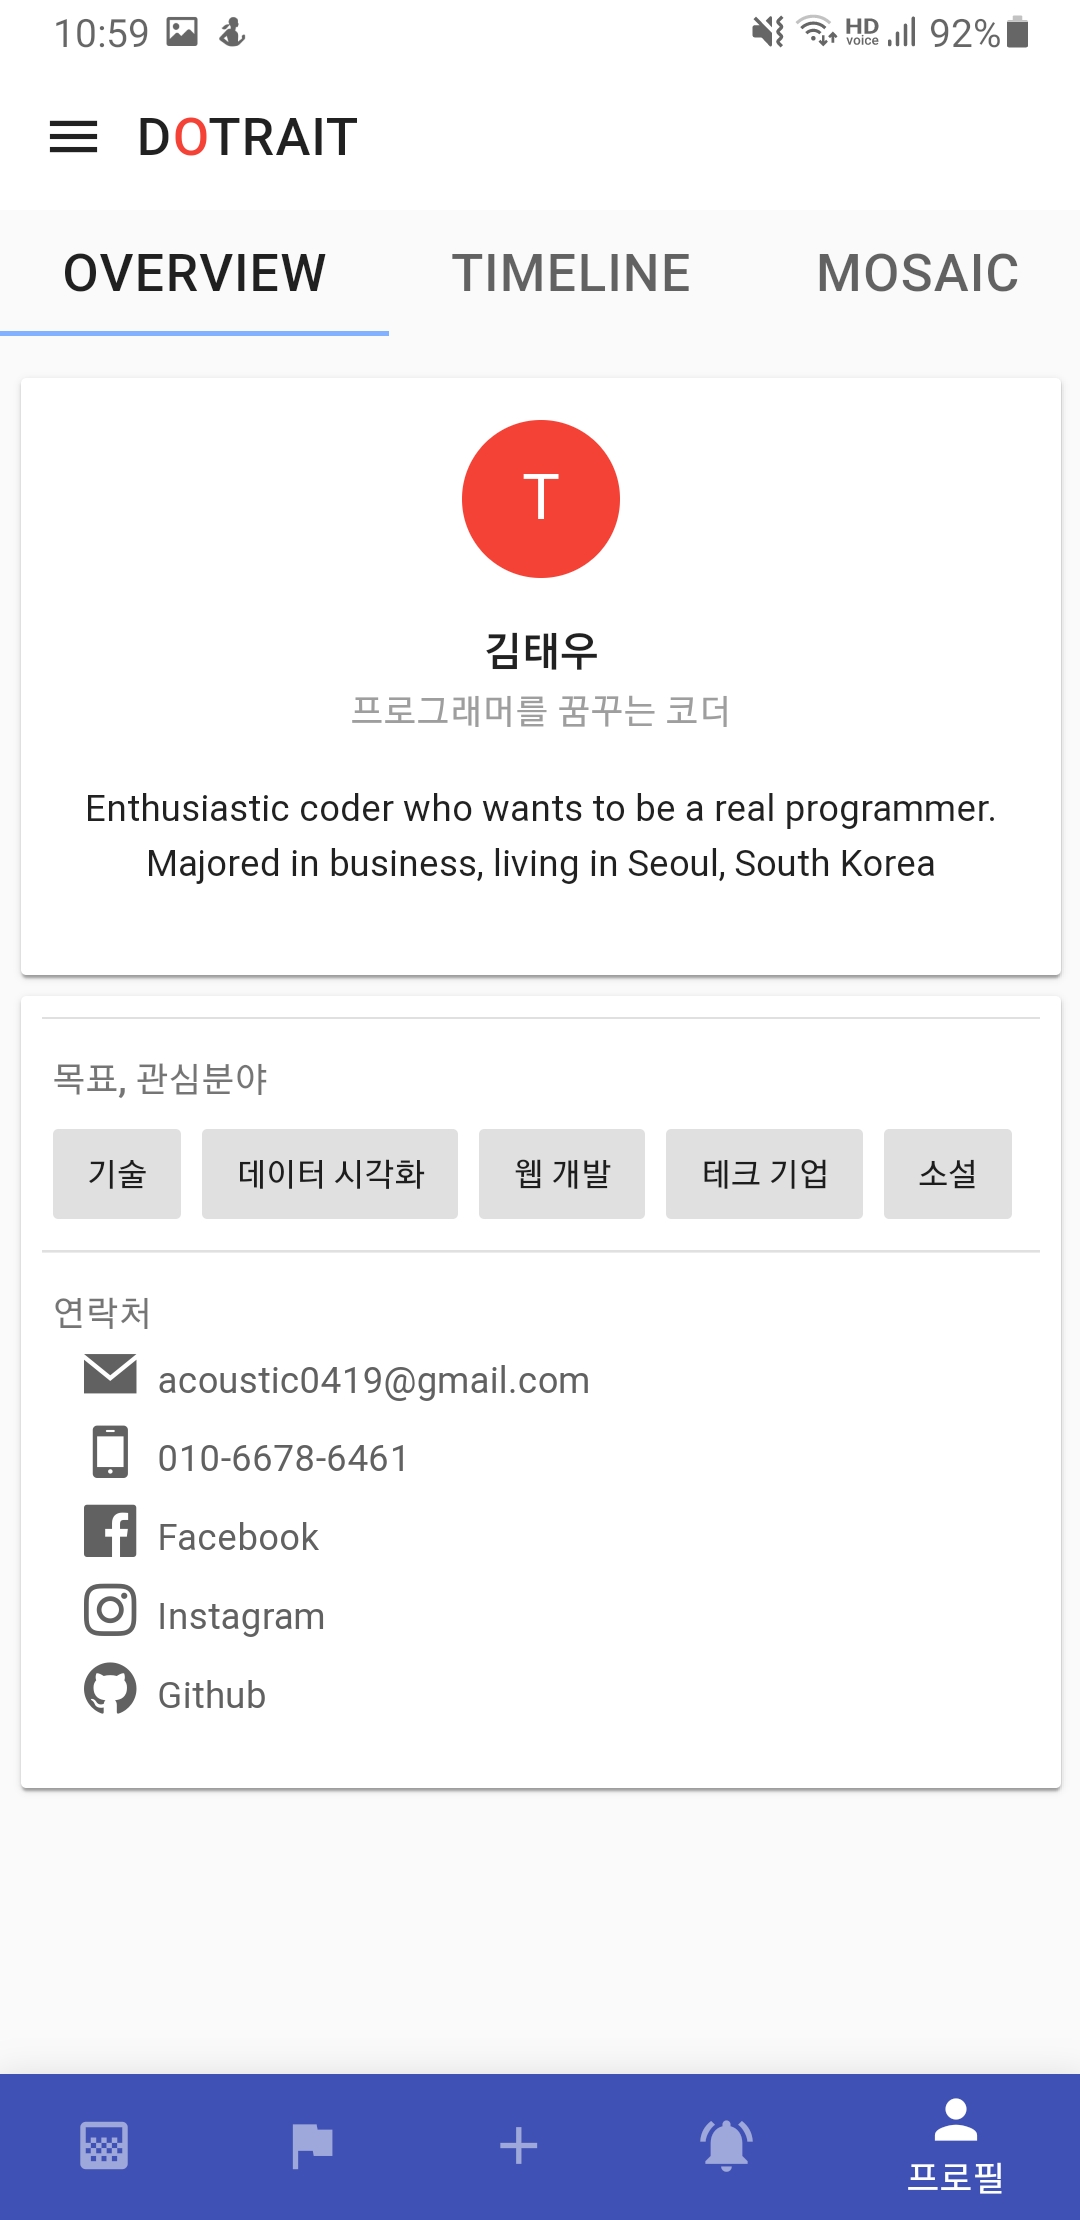 10:59 HD voice 92%
DOTRAIT
OVERVIEW TIMELINE MOSAIC
T
김태우
프로그래머를 꿈꾸는 코더
Enthusiastic coder who wants to be a real programmer.
Majored in business, living in Seoul, South Korea
목표, 관심분야
기술 데이터 시각화 웹 개발 테크 기업 소설
연락처
acoustic0419@gmail.com
010-6678-6461
Facebook
Instagram
Github
프로필